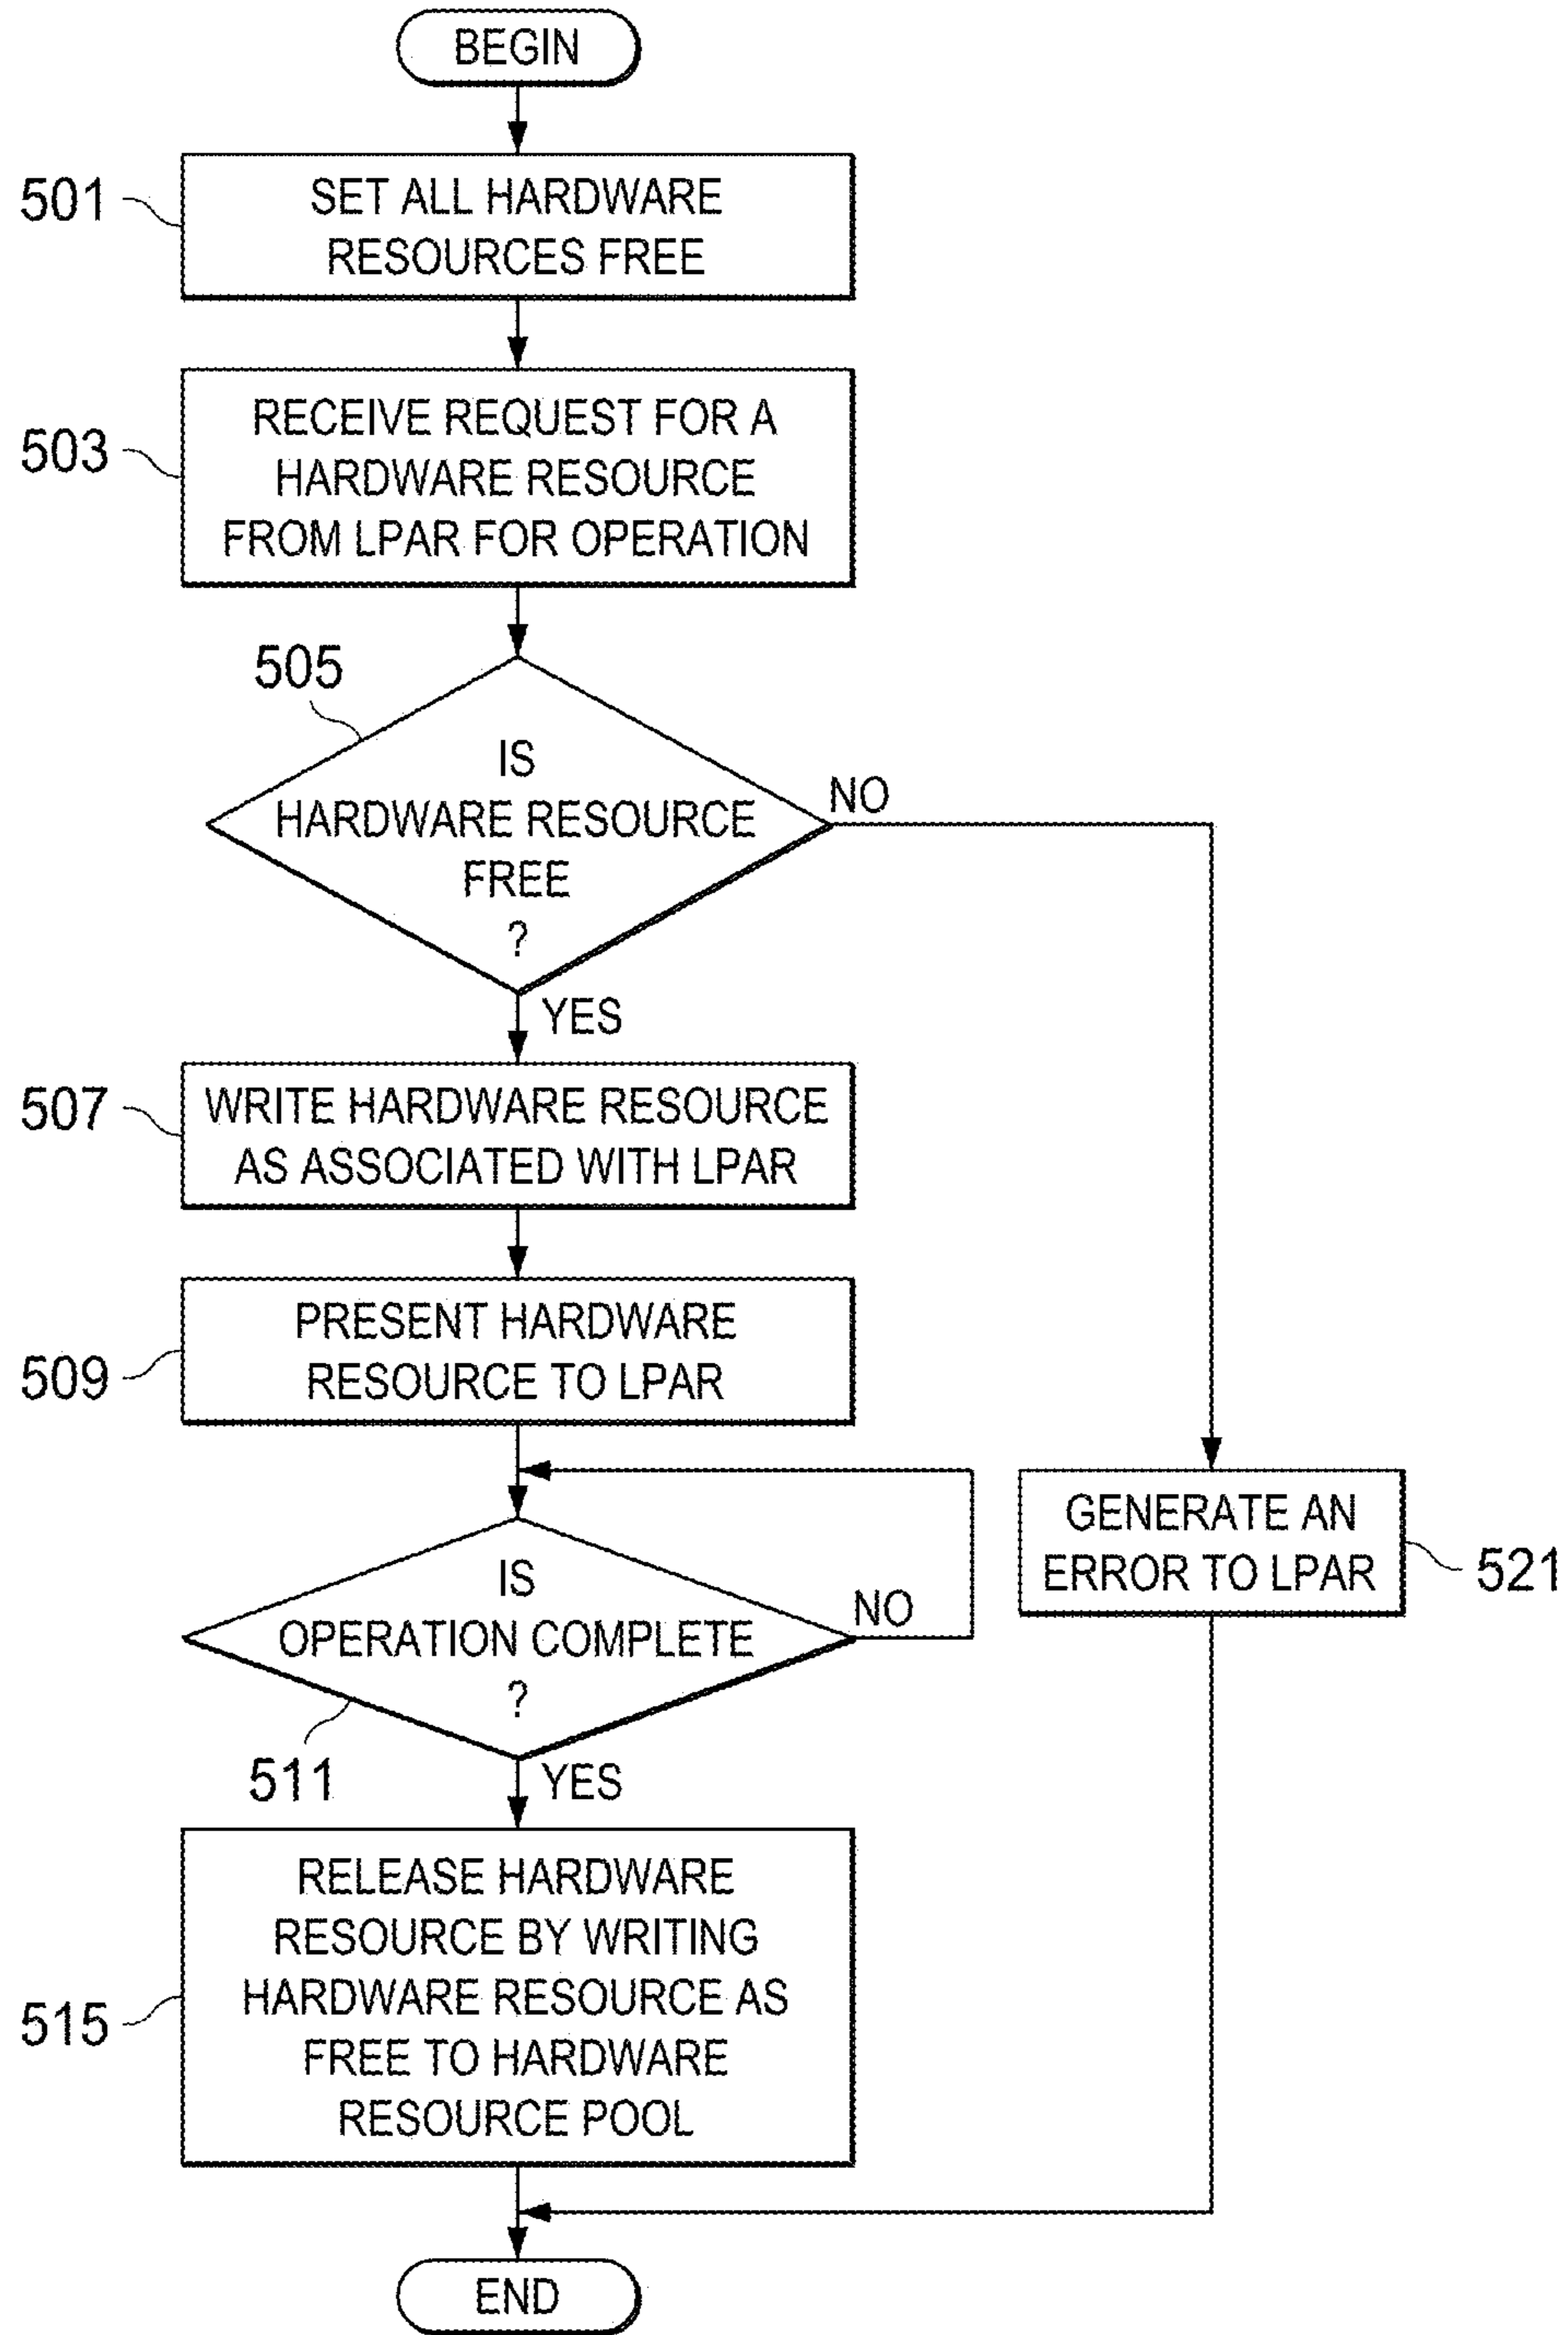 BEGIN
501
SET ALL HARDWARE
RESOURCES FREE
503
RECEIVE REQUEST FOR A
HARDWARE RESOURCE
FROM LPAR FOR OPERATION
505
IS
HARDWARE RESOURCE
FREE
?
NO
YES
507
WRITE HARDWARE RESOURCE
AS ASSOCIATED WITH LPAR
509
PRESENT HARDWARE
RESOURCE TO LPAR
IS
OPERATION COMPLETE
?
NO
511
YES
GENERATE AN
ERROR TO LPAR
521
515
RELEASE HARDWARE
RESOURCE BY WRITING
HARDWARE RESOURCE AS
FREE TO HARDWARE
RESOURCE POOL
END